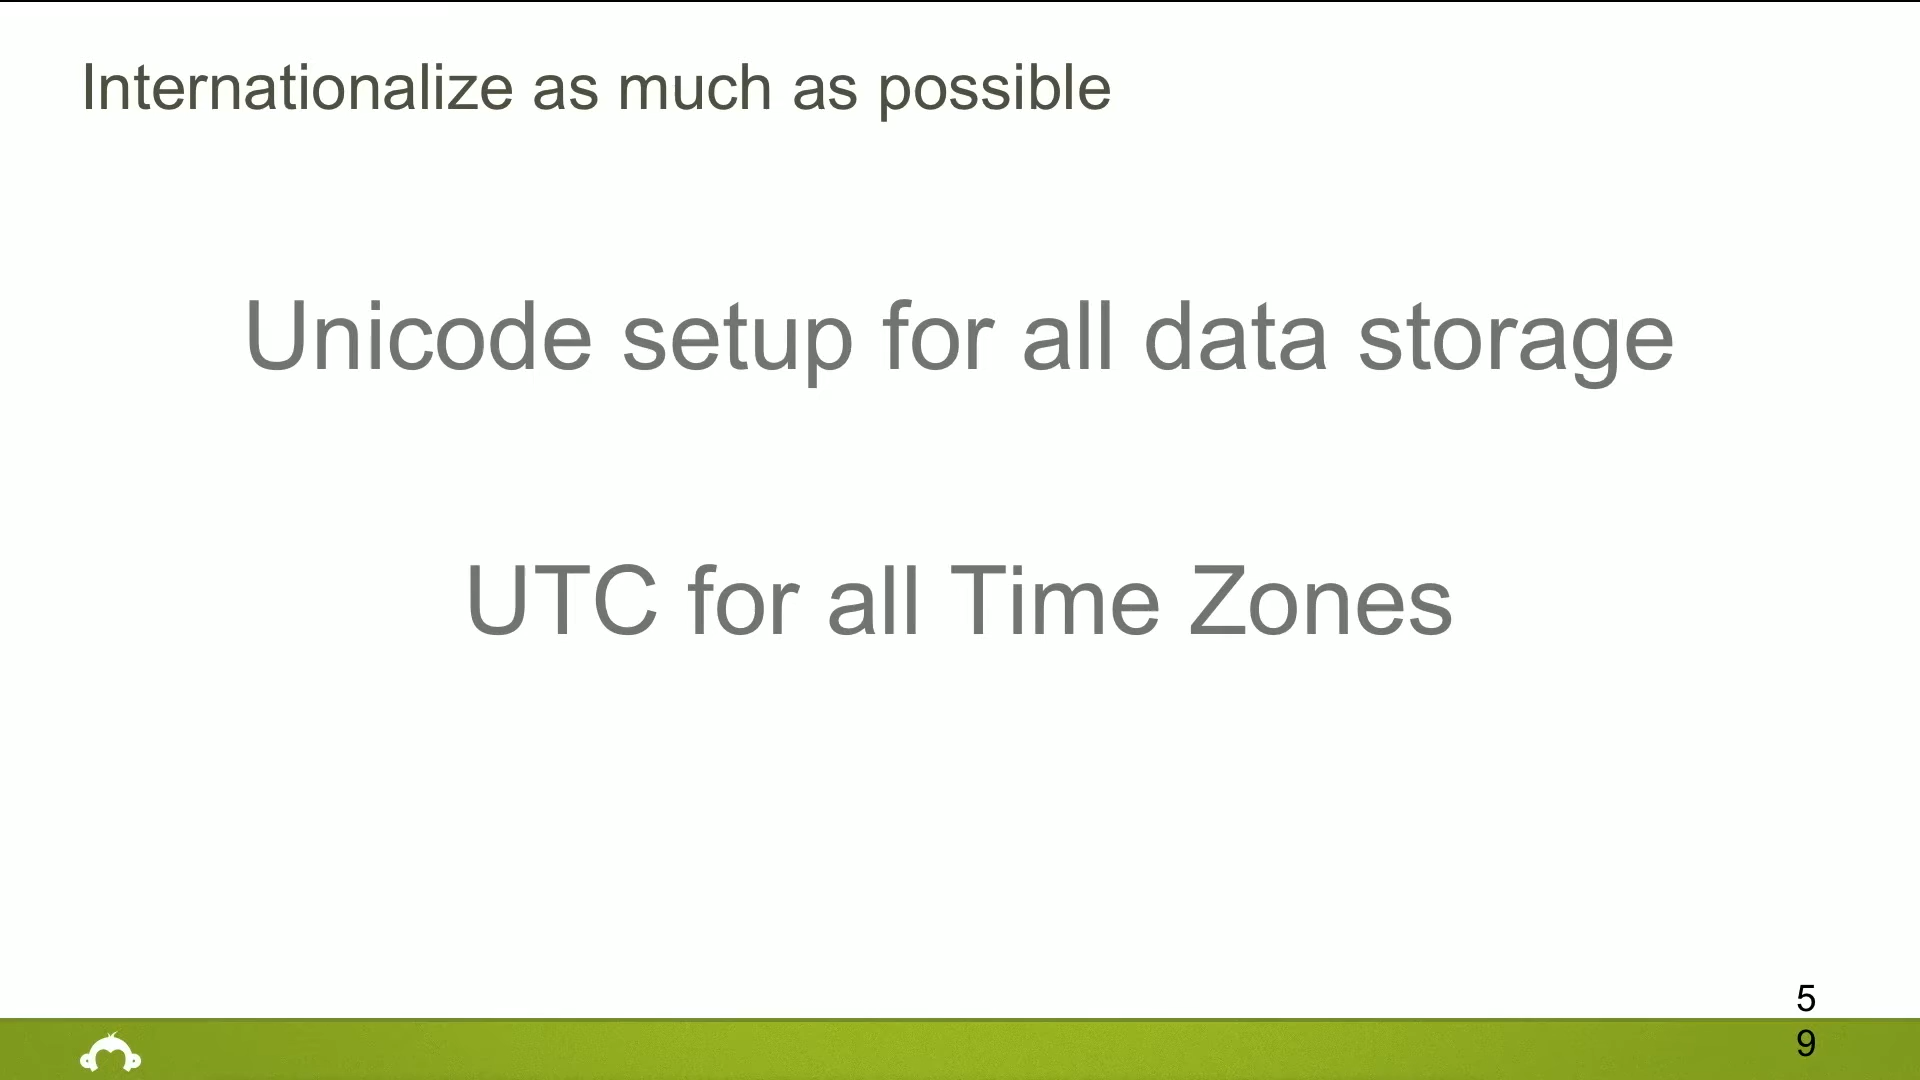 Internationalize as much as possible
Unicode setup for all data storage
UTC for all Time Zones
5
9